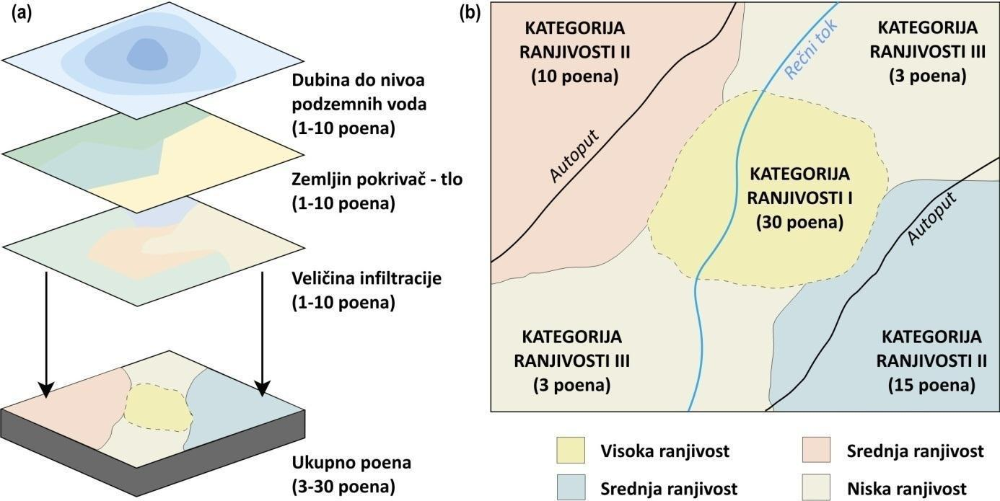 (a)
Dubina do nivoa
podzemnih voda
(1-10 poena)
Zemljin pokrivač - tlo
(1-10 poena)
Veličina infiltracije
(1-10 poena)
Ukupno poena
(3-30 poena)
(b)
KATEGORIJA
RANJIVOSTI II
(10 poena)
Rečni tok
KATEGORIJA
RANJIVOSTI III
(3 poena)
Autoput
KATEGORIJA
RANJIVOSTI I
(30 poena)
Autoput
KATEGORIJA
RANJIVOSTI III
(3 poena)
KATEGORIJA
RANJIVOSTI II
(15 poena)
Visoka ranjivost
Srednja ranjivost
Srednja ranjivost
Niska ranjivost